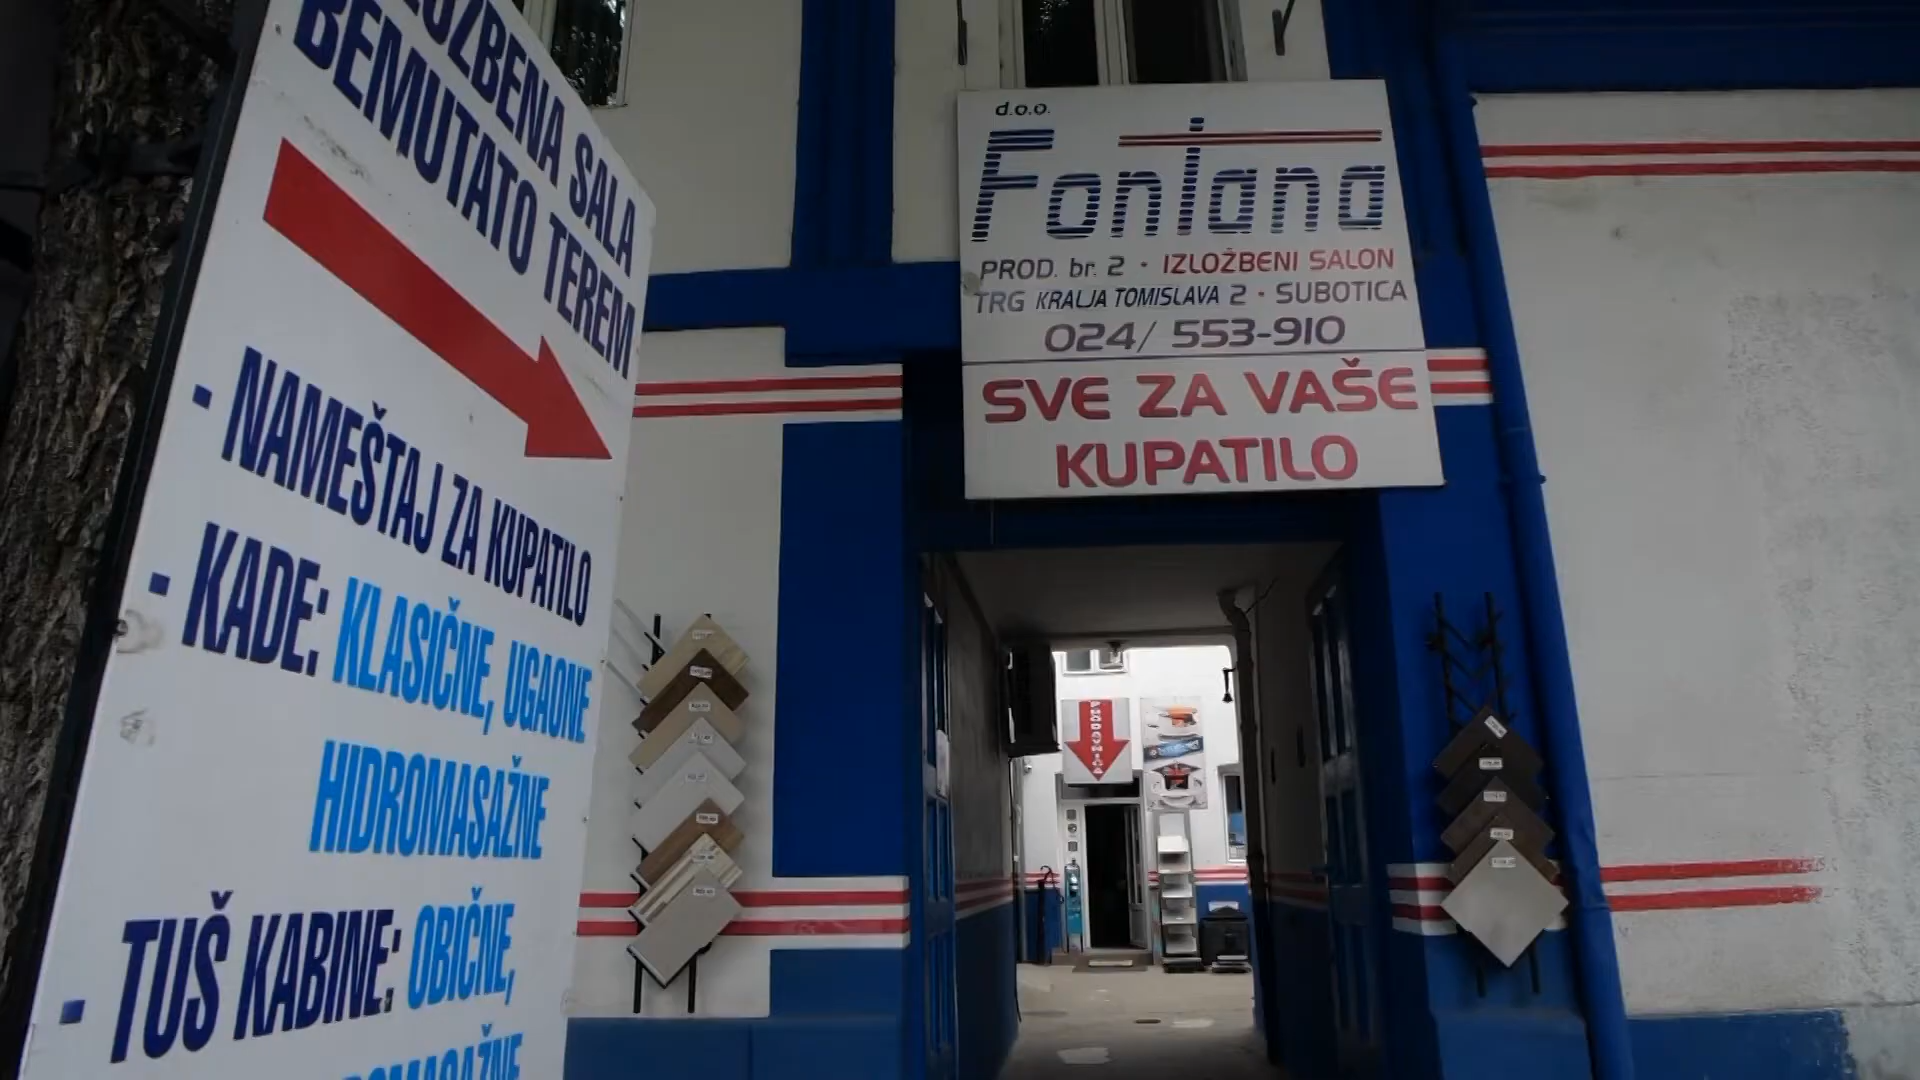 BEMUTATO TEREM
SALA
- NAMEŠTAJ ZA KUPATILO
- KADE: KLASIČNE, UGAONE
HIDROMASAŽNE
- TUŠ KABINE: OBIČNE,
d.o.o.
Fontana
PROD. br. 2 • IZLOŽBENI SALON
TRG KRALJA TOMISLAVA 2 • SUBOTICA
024/ 553-910
SVE ZA VAŠE
KUPATILO
PRODAVNICA